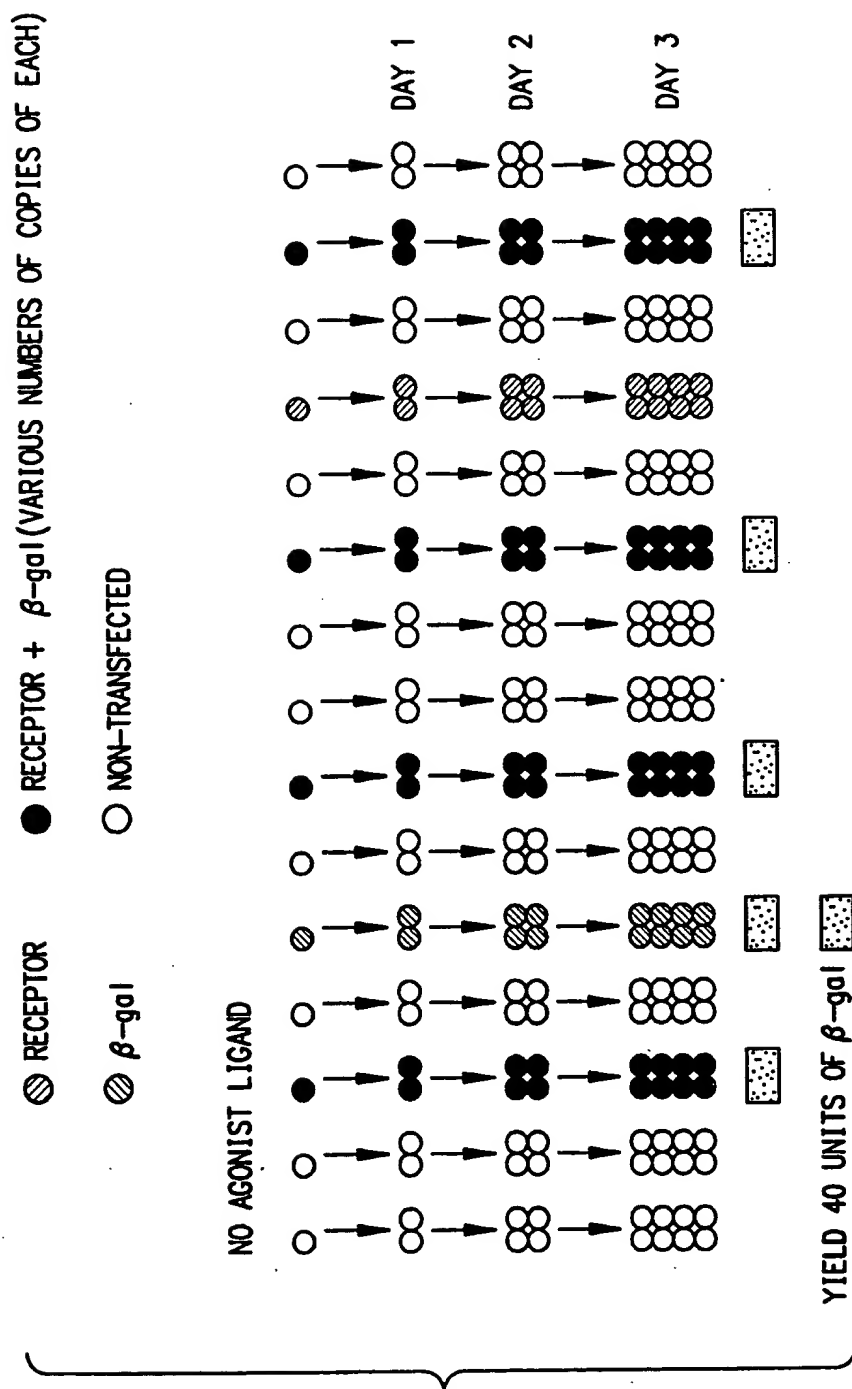 RECEPTOR
RECEPTOR + β-gal (VARIOUS NUMBERS OF COPIES OF EACH)
β-gal
NON-TRANSFECTED
NO AGONIST LIGAND
DAY 1
DAY 2
DAY 3
YIELD 40 UNITS OF β-gal